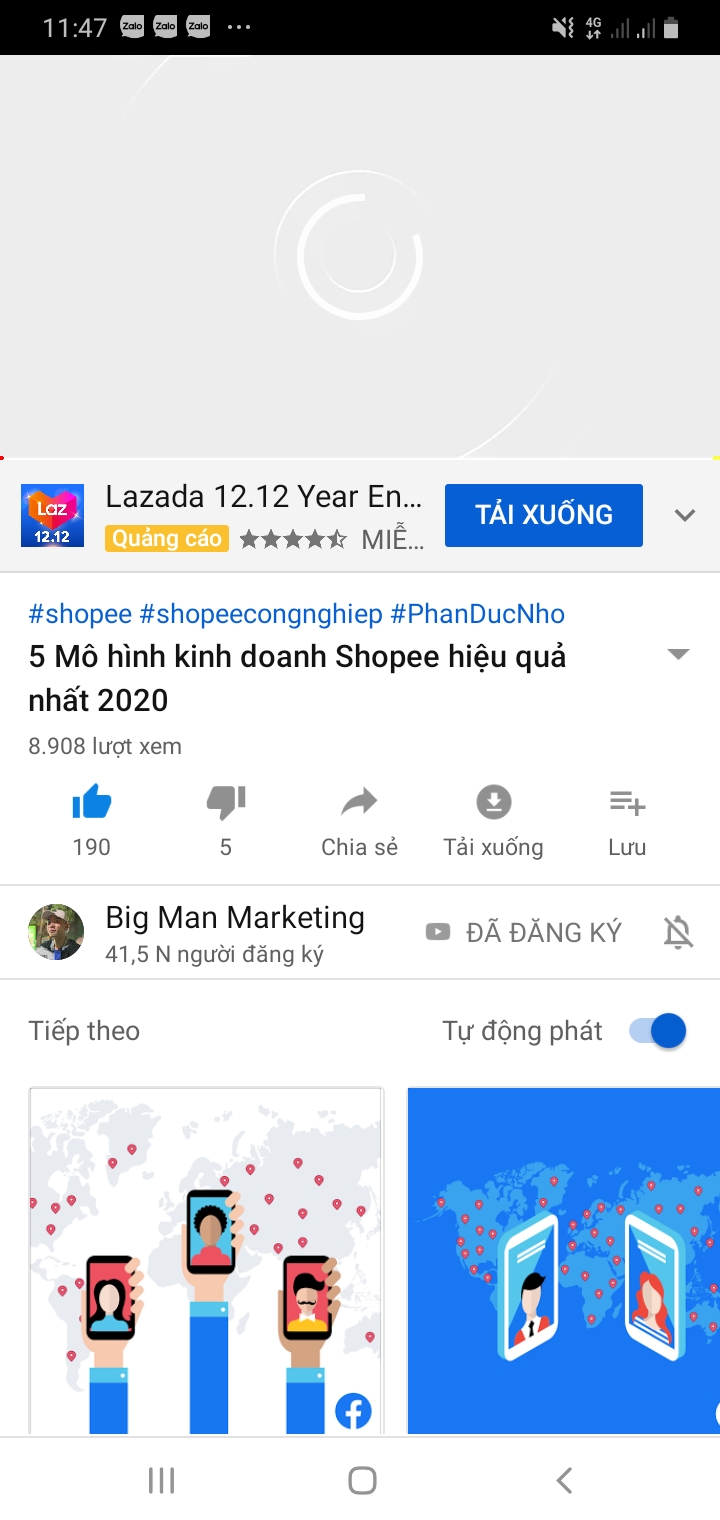 11:47 Zalo Zalo Zalo ... 4G
Lazada 12.12 Year En...
Laz
12.12
Quảng cáo MIỄ...
TẢI XUỐNG
#shopee #shopeecongnghiep #PhanDucNho
5 Mô hình kinh doanh Shopee hiệu quả
nhất 2020
8.908 lượt xem
190 5 Chia sẻ Tải xuống Lưu
Big Man Marketing
41,5 N người đăng ký
ĐÃ ĐĂNG KÝ
Tiếp theo Tự động phát